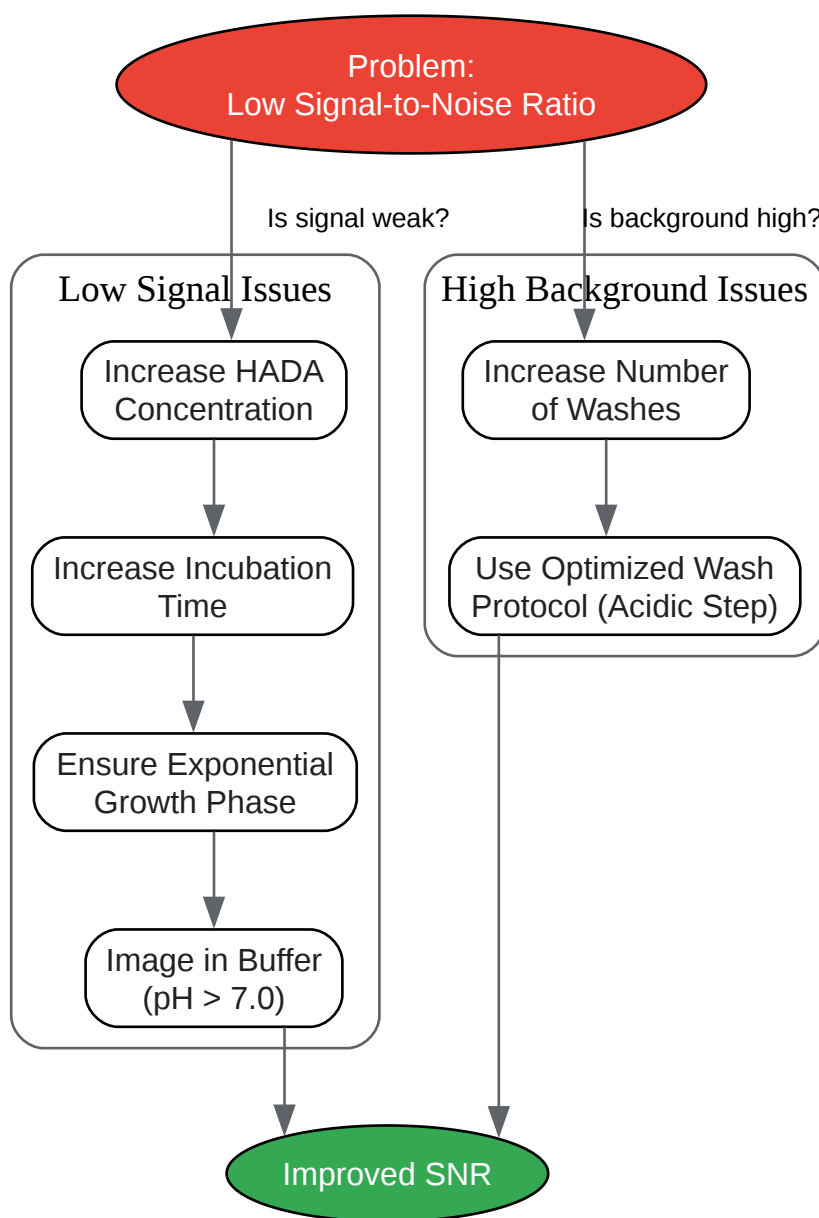 Problem:
Low Signal-to-Noise Ratio
Is signal weak?
Is background high?
Low Signal Issues
Increase HADA
Concentration
Increase Incubation
Time
Ensure Exponential
Growth Phase
Image in Buffer
(pH > 7.0)
High Background Issues
Increase Number
of Washes
Use Optimized Wash
Protocol (Acidic Step)
Improved SNR